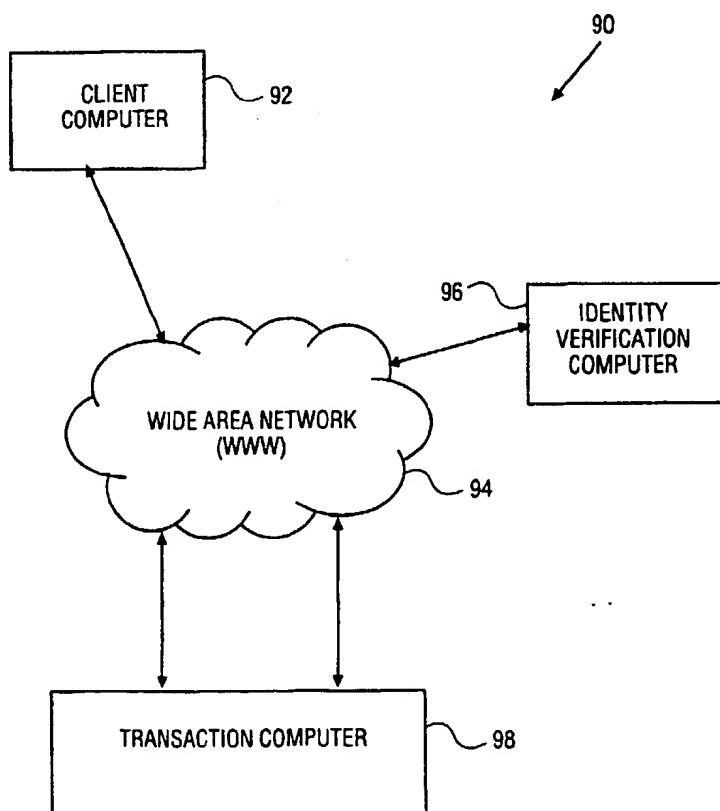 90
CLIENT
COMPUTER
92
96
IDENTITY
VERIFICATION
COMPUTER
WIDE AREA NETWORK
(WWW)
94
TRANSACTION COMPUTER
98